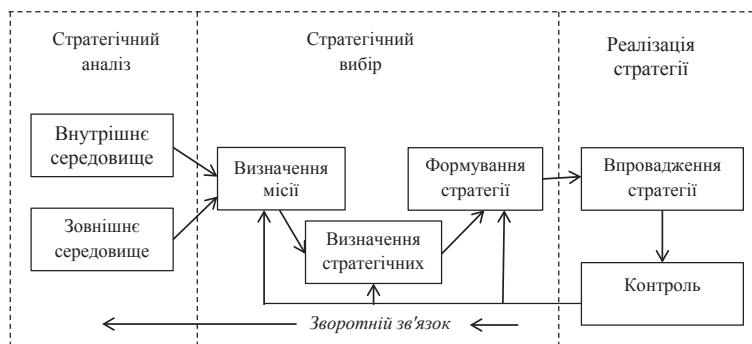 Стратегічний
аналіз
Стратегічний
вибір
Реалізація
стратегії
Внутрішнє
середовище
Зовнішнє
середовище
Визначення
місії
Визначення
стратегічних
Формування
стратегії
Впровадження
стратегії
Контроль
Зворотній зв'язок